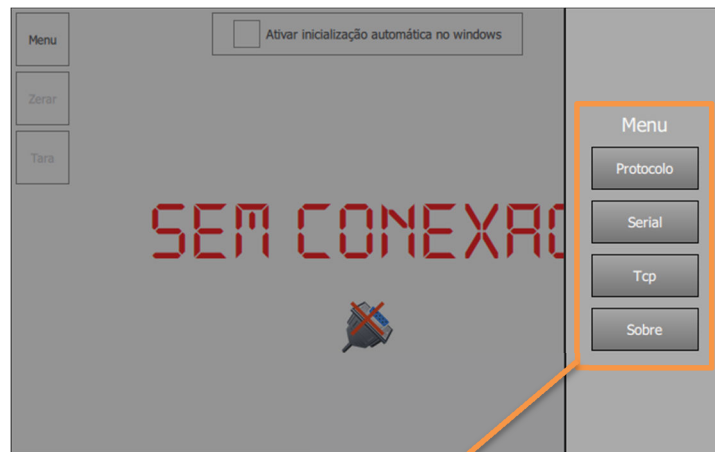 Menu
Ativar inicialização automática no windows
Zerar
Tara
SEM CONEXAO
Menu
Protocolo
Serial
Tcp
Sobre